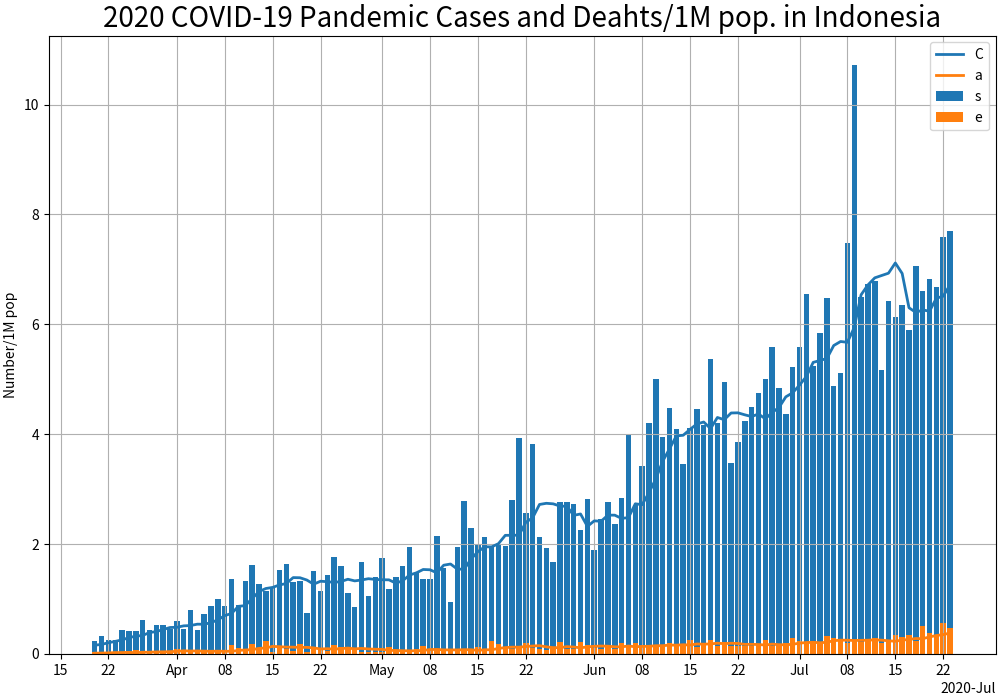 2020 COVID-19 Pandemic Cases and Deahts/1M pop. in Indonesia
C
a
s
e
Number/1M pop
10
8
6
4
2
0
15 22 Apr 08 15 22 May 08 15 22 Jun 08 15 22 Jul 08 15 22
2020-Jul